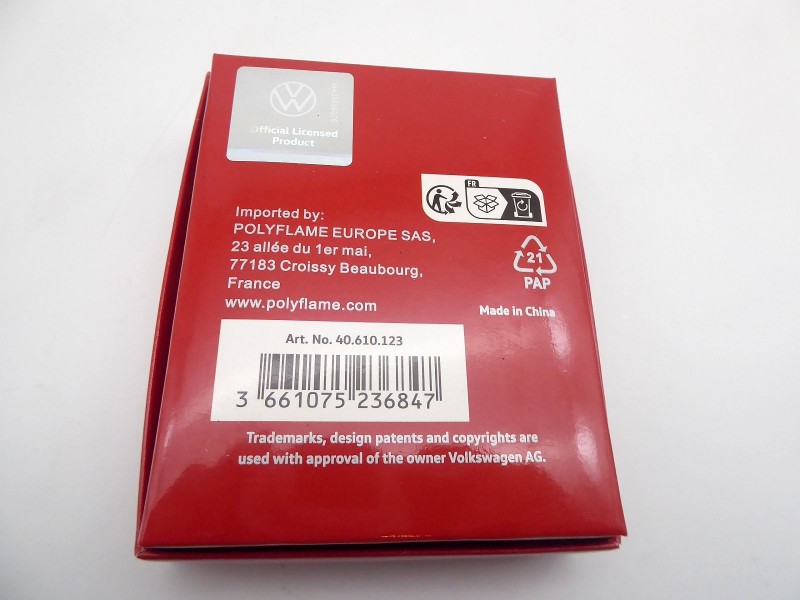 Official Licensed
Product
FR
Imported by:
POLYFLAME EUROPE SAS,
23 allée du 1er mai,
77183 Croissy Beaubourg,
France
www.polyflame.com
21
PAP
Made in China
Art. No. 40.610.123
3 661075 236847
Trademarks, design patents and copyrights are
used with approval of the owner Volkswagen AG.